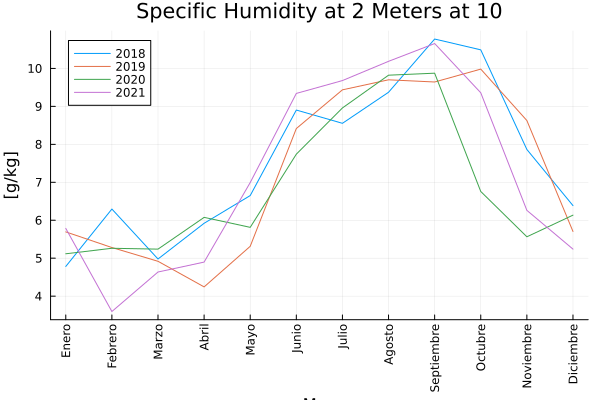 Specific Humidity at 2 Meters at 10
2018
2019
2020
2021
10
9
8
7
6
5
4
[g/kg]
Enero
Febrero
Marzo
Abril
Mayo
Junio
Julio
Agosto
Septiembre
Octubre
Noviembre
Diciembre